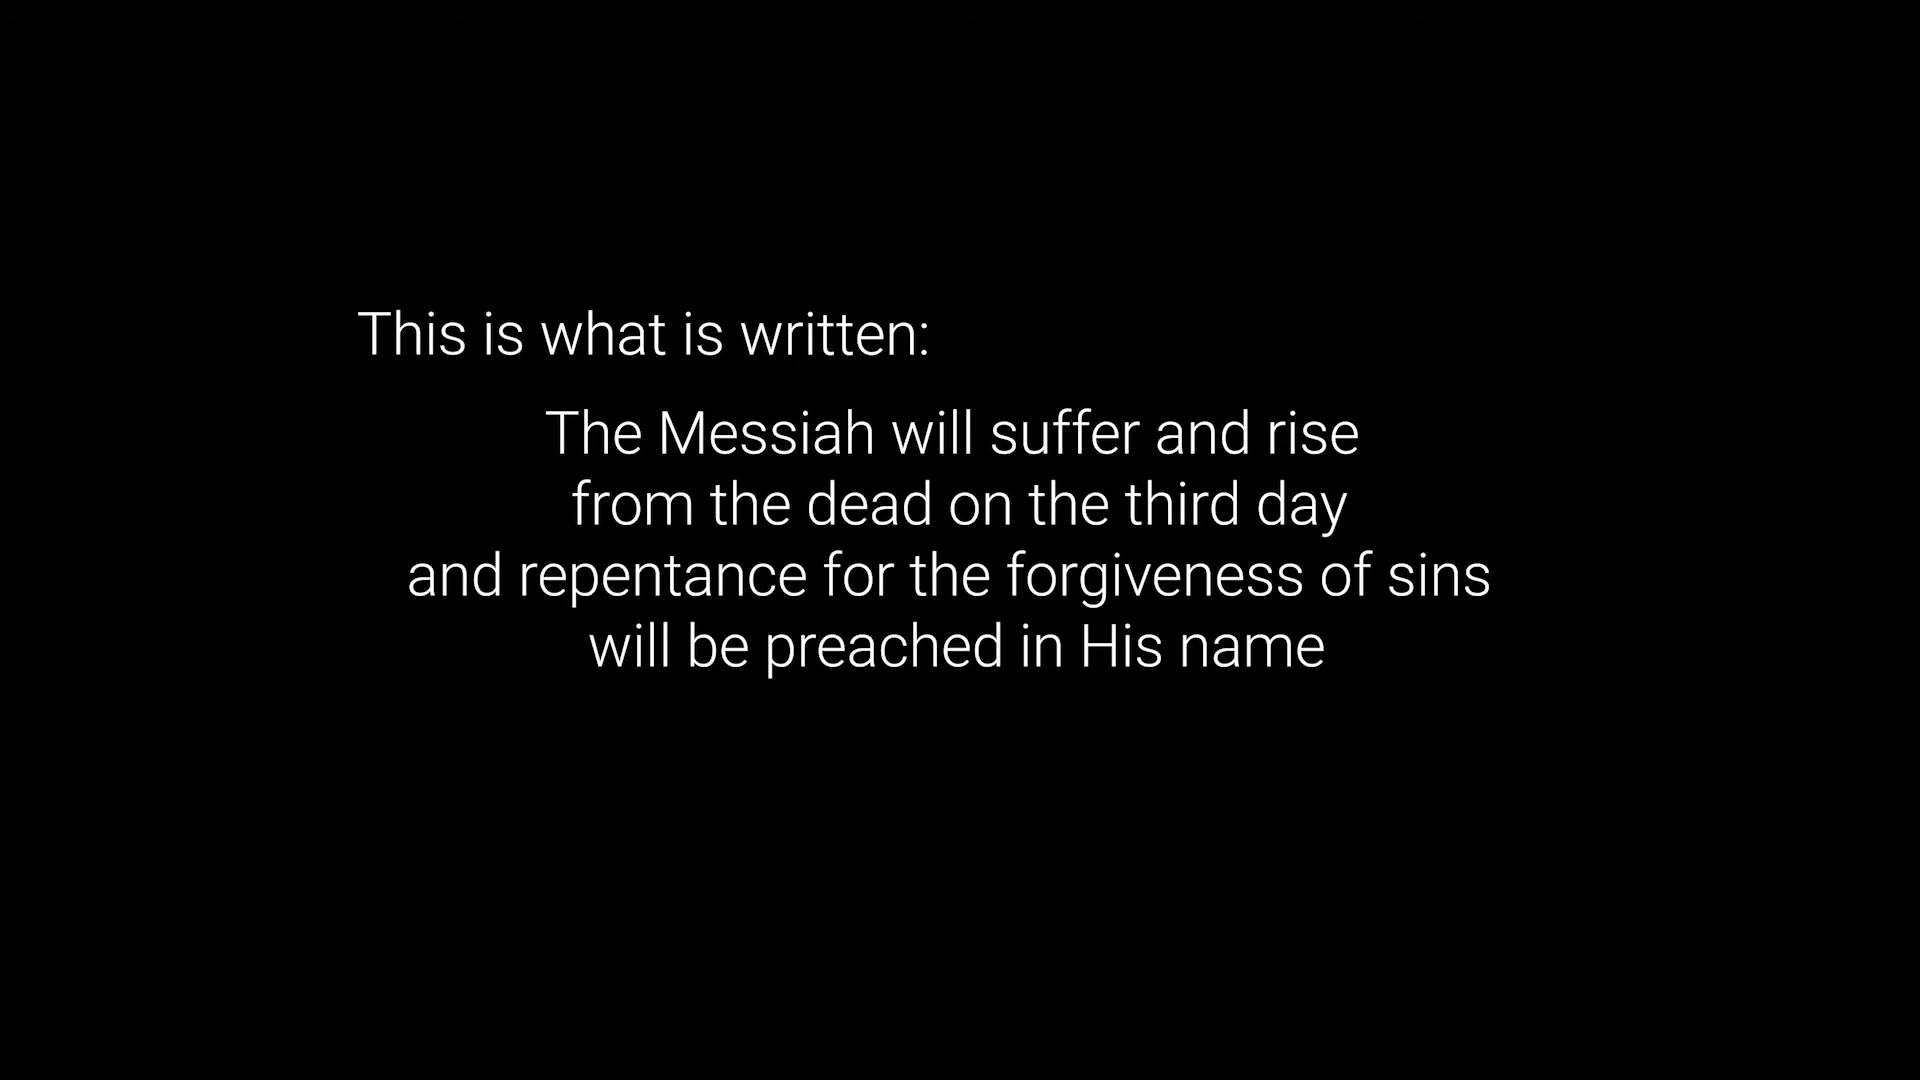 This is what is written:
The Messiah will suffer and rise
from the dead on the third day
and repentance for the forgiveness of sins
will be preached in His name